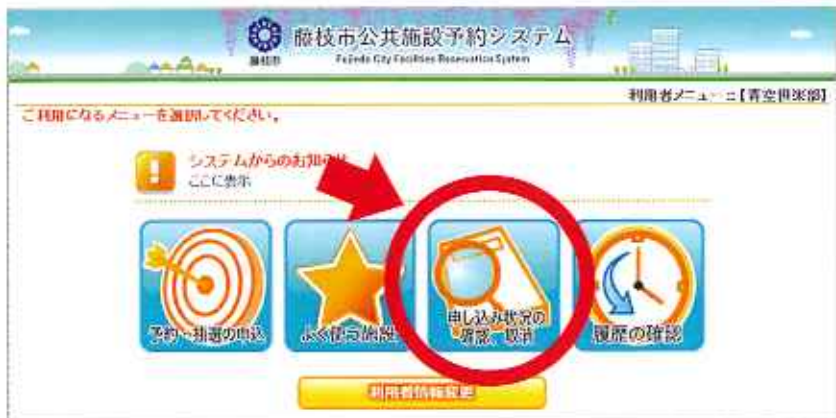 藤枝市
藤枝市公共施設予約システム
Fujieda City Facilities Reservation System
利用者メニュー::【青空倶楽部】
ご利用になるメニューを選択してください。
システムからのお知らせ
ここに表示
予約・抽選の申込
よく使う施設
申し込み状況の
確認・取消
履歴の確認
利用者情報変更